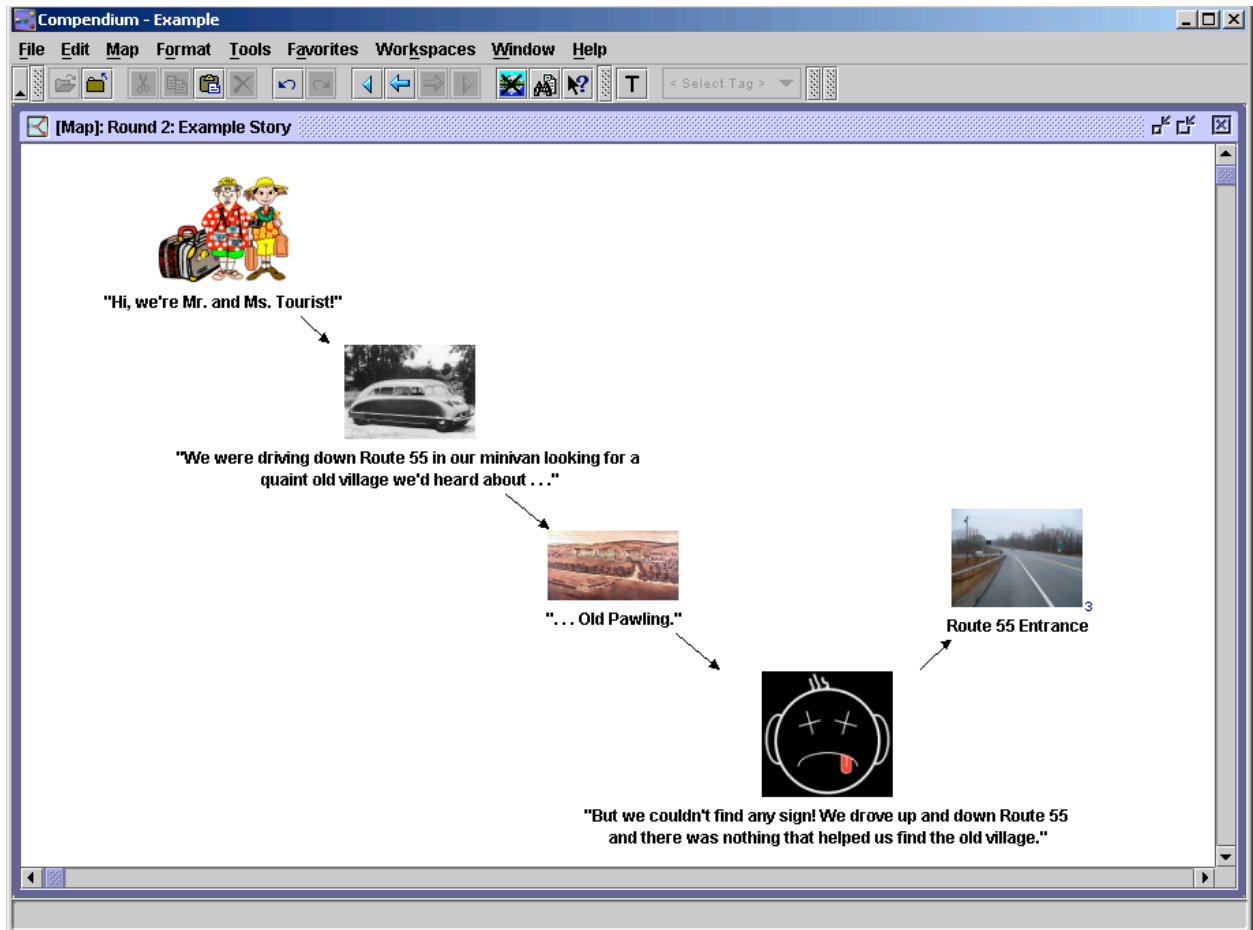 Compendium - Example
File Edit Map Format Tools Favorites Workspaces Window Help
T < Select Tag >
[Map]: Round 2: Example Story
"Hi, we're Mr. and Ms. Tourist!"
"We were driving down Route 55 in our minivan looking for a
quaint old village we'd heard about . . ."
". . . Old Pawling."
3
Route 55 Entrance
"But we couldn't find any sign! We drove up and down Route 55
and there was nothing that helped us find the old village."